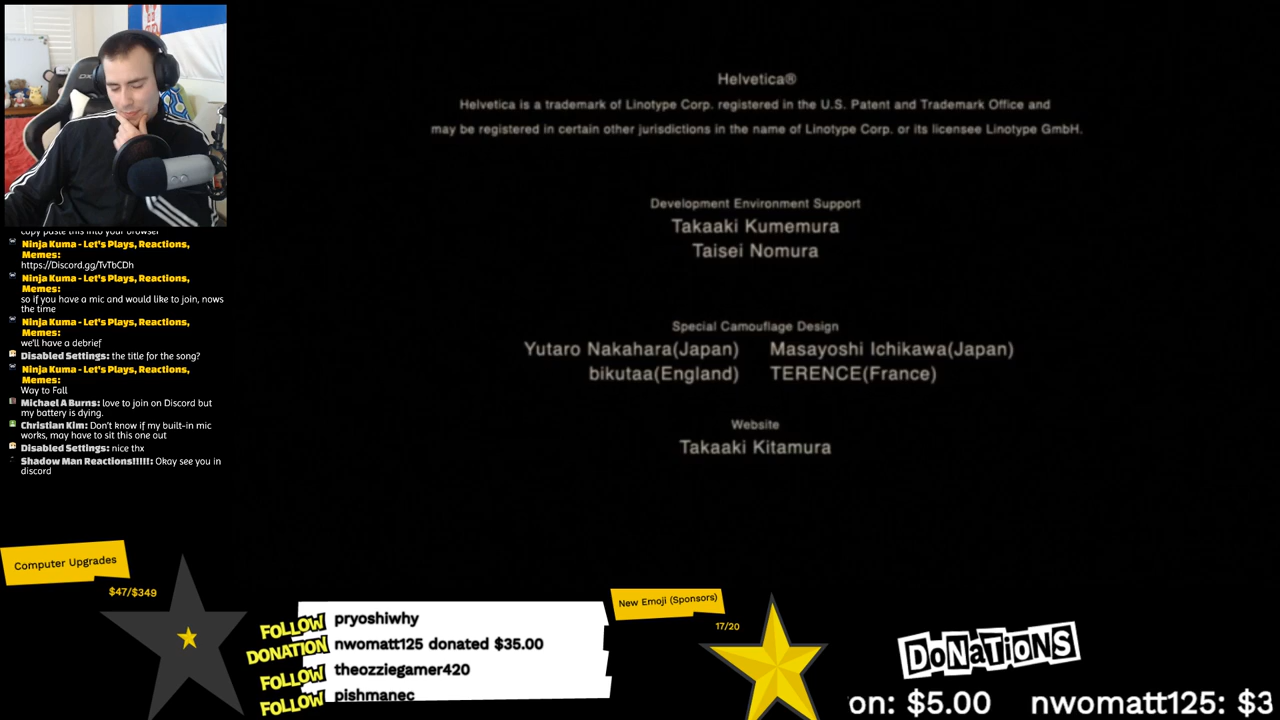 copy paste this into your browser
Ninja Kuma - Let's Plays, Reactions,
Memes:
https://Discord.gg/TvTbCDh
Ninja Kuma - Let's Plays, Reactions,
Memes:
so if you have a mic and would like to join, nows
the time
Ninja Kuma - Let's Plays, Reactions,
Memes:
we'll have a debrief
Disabled Settings: the title for the song?
Ninja Kuma - Let's Plays, Reactions,
Memes:
Way to Fall
Michael A Burns: love to join on Discord but
my battery is dying.
Christian Kim: Don't know if my built-in mic
works, may have to sit this one out
Disabled Settings: nice thx
Shadow Man Reactions!!!!!: Okay see you in
discord
Helvetica®
Helvetica is a trademark of Linotype Corp. registered in the U.S. Patent and Trademark Office and
may be registered in certain other jurisdictions in the name of Linotype Corp. or its licensee Linotype GmbH.
Development Environment Support
Takaaki Kumemura
Taisei Nomura
Special Camouflage Design
Yutaro Nakahara(Japan) Masayoshi Ichikawa(Japan)
bikutaa(England) TERENCE(France)
Website
Takaaki Kitamura
Computer Upgrades
$47/$349
FOLLOW pryoshiwhy
DONATION nwomatt125 donated $35.00
FOLLOW theozziegamer420
FOLLOW pishmanec
New Emoji (Sponsors)
17/20
DoNaTiONS
on: $5.00 nwomatt125: $3